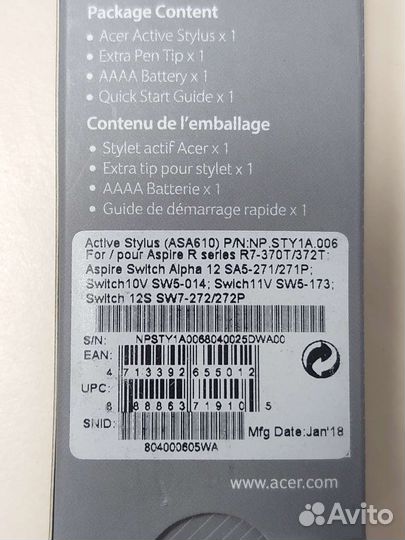 Package Content
• Acer Active Stylus x 1
• Extra Pen Tip x 1
• AAAA Battery x 1
• Quick Start Guide x 1
Contenu de l'emballage
• Stylet actif Acer x 1
• Extra tip pour stylet x 1
• AAAA Batterie x 1
• Guide de démarrage rapide x 1
Active Stylus (ASA610) P/N:NP.STY1A.006
For / pour Aspire R series R7-370T/372T;
Aspire Switch Alpha 12 SA5-271/271P;
Switch10V SW5-014; Swich11V SW5-173;
Switch 12S SW7-272/272P
S/N: NPSTY1A0068040025DWA00
EAN:
4 713392 655012
UPC:
8 88863 71910 5
SNID:
804000605WA
Mfg Date:Jan'18
www.acer.com
Avito